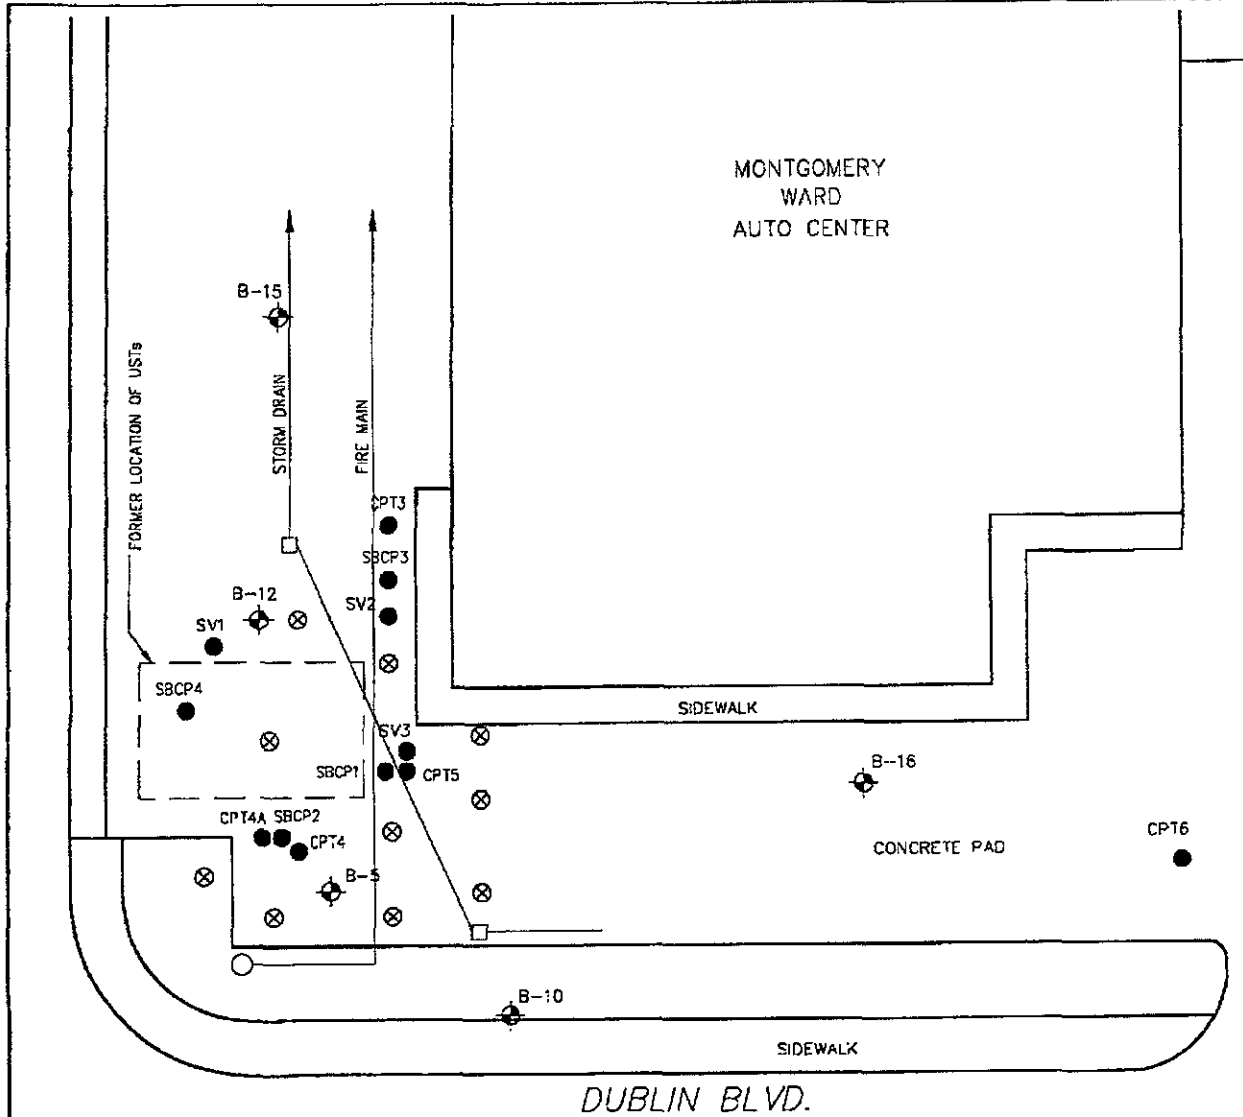 MONTGOMERY
WARD
AUTO CENTER
B-15
FORMER LOCATION OF USTs
STORM DRAIN
FIRE MAIN
CPT3
SBCP3
B-12
SV2
SV1
SBCP4
SIDEWALK
SV3
SBCP1
CPT5
B-16
CPT4A
SBCP2
CPT4
CPT6
CONCRETE PAD
B-5
B-10
SIDEWALK
DUBLIN BLVD.